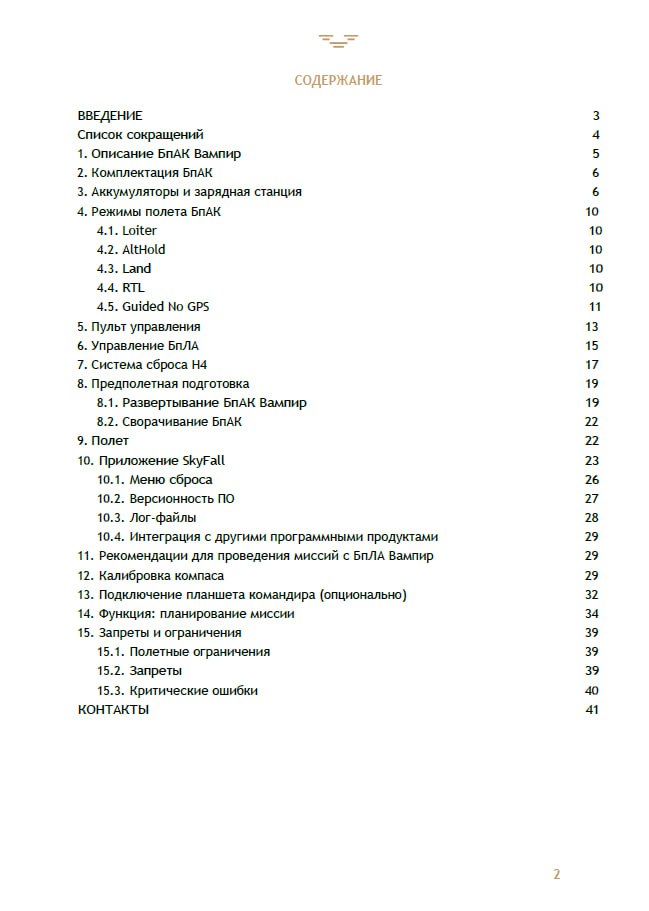 СОДЕРЖАНИЕ
ВВЕДЕНИЕ 3
Список сокращений 4
1. Описание БпАК Вампир 5
2. Комплектация БпАК 6
3. Аккумуляторы и зарядная станция 6
4. Режимы полета БпАК 10
4.1. Loiter 10
4.2. AltHold 10
4.3. Land 10
4.4. RTL 10
4.5. Guided No GPS 11
5. Пульт управления 13
6. Управление БпЛА 15
7. Система сброса H4 17
8. Предполетная подготовка 19
8.1. Развертывание БпАК Вампир 19
8.2. Сворачивание БпАК 22
9. Полет 22
10. Приложение SkyFall 23
10.1. Меню сброса 26
10.2. Версионность ПО 27
10.3. Лог-файлы 28
10.4. Интеграция с другими программными продуктами 29
11. Рекомендации для проведения миссий с БпЛА Вампир 29
12. Калибровка компаса 29
13. Подключение планшета командира (опционально) 32
14. Функция: планирование миссии 34
15. Запреты и ограничения 39
15.1. Полетные ограничения 39
15.2. Запреты 39
15.3. Критические ошибки 40
КОНТАКТЫ 41
2